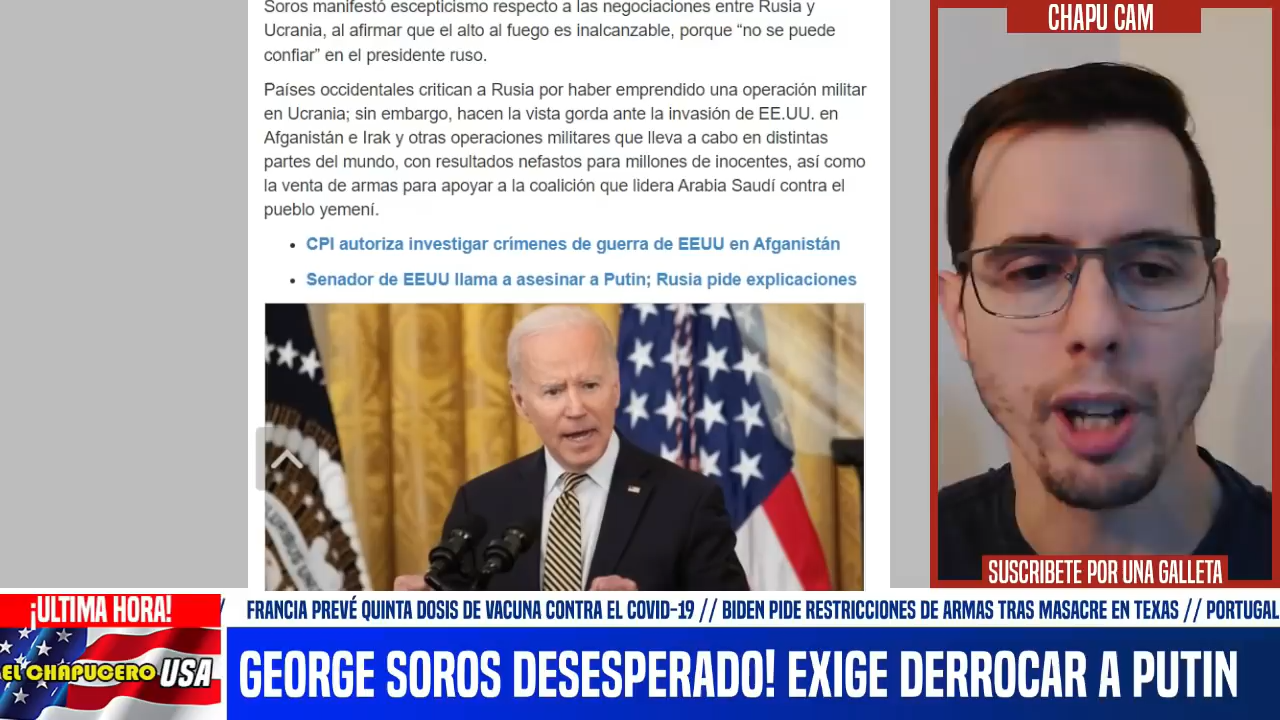 Soros manifestó escepticismo respecto a las negociaciones entre Rusia y
Ucrania, al afirmar que el alto al fuego es inalcanzable, porque “no se puede
confiar” en el presidente ruso.
Países occidentales critican a Rusia por haber emprendido una operación militar
en Ucrania; sin embargo, hacen la vista gorda ante la invasión de EE.UU. en
Afganistán e Irak y otras operaciones militares que lleva a cabo en distintas
partes del mundo, con resultados nefastos para millones de inocentes, así como
la venta de armas para apoyar a la coalición que lidera Arabia Saudí contra el
pueblo yemení.
CPI autoriza investigar crímenes de guerra de EEUU en Afganistán
Senador de EEUU llama a asesinar a Putin; Rusia pide explicaciones
CHAPU CAM
SUSCRIBETE POR UNA GALLETA
¡ULTIMA HORA!
/ FRANCIA PREVÉ QUINTA DOSIS DE VACUNA CONTRA EL COVID-19 // BIDEN PIDE RESTRICCIONES DE ARMAS TRAS MASACRE EN TEXAS // PORTUGAL
EL CHAPUCERO USA
GEORGE SOROS DESESPERADO! EXIGE DERROCAR A PUTIN